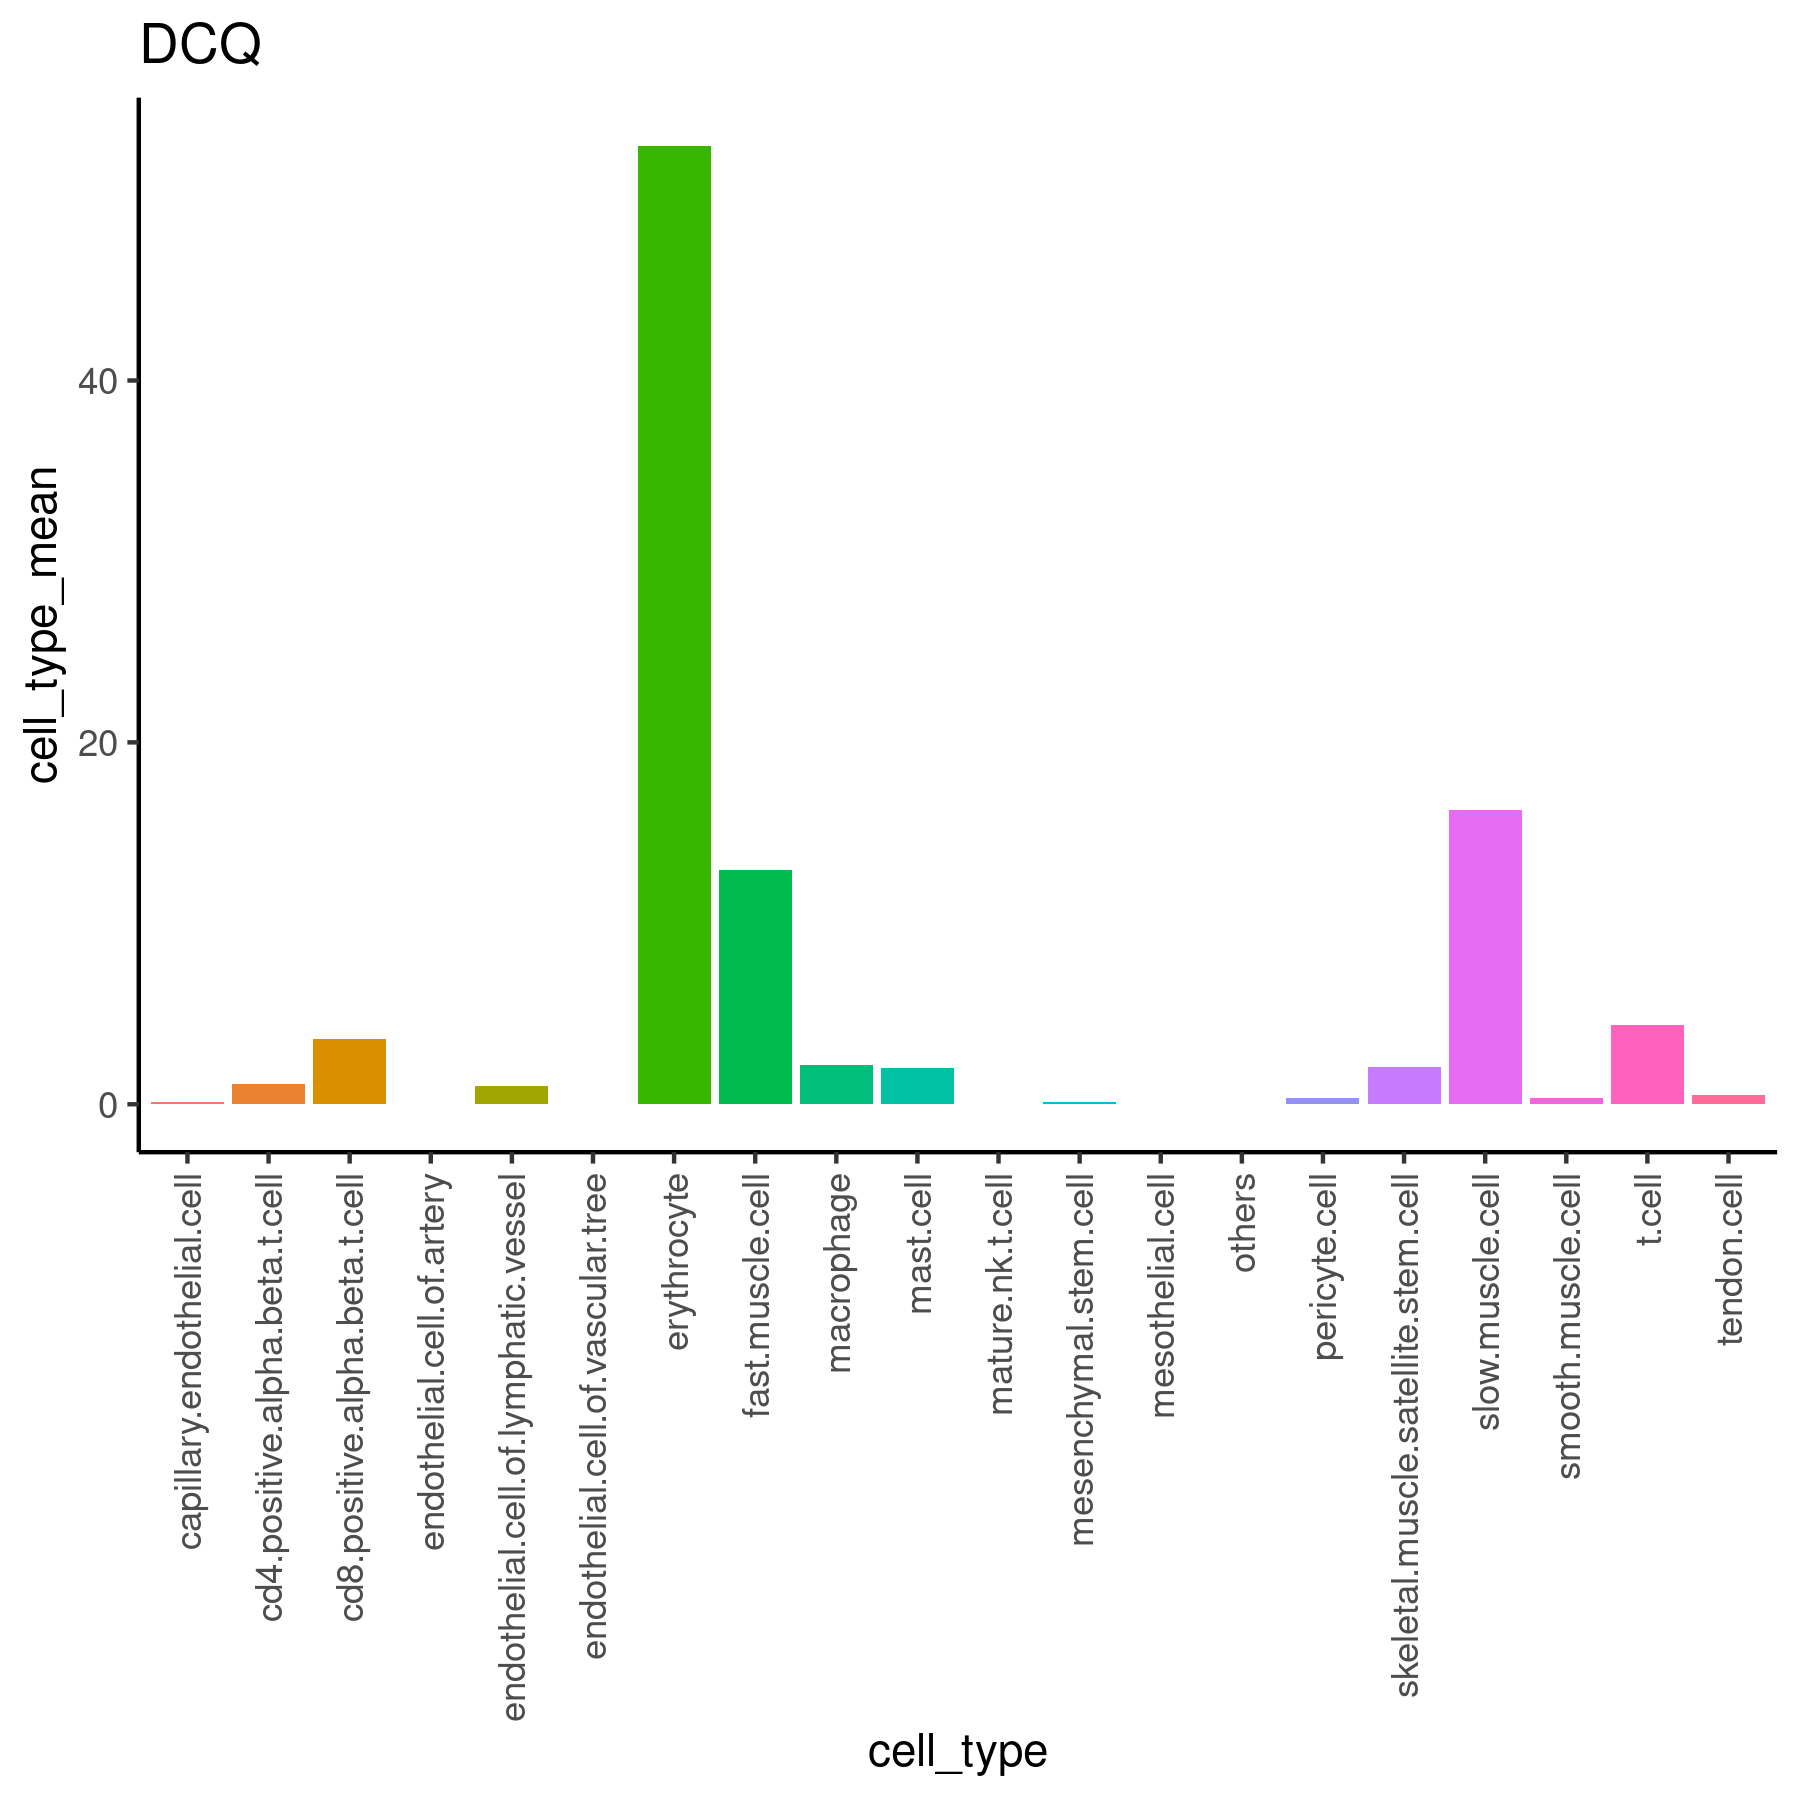 DCQ
cell_type_mean
40
20
0
capillary.endothelial.cell
cd4.positive.alpha.beta.t.cell
cd8.positive.alpha.beta.t.cell
endothelial.cell.of.artery
endothelial.cell.of.lymphatic.vessel
endothelial.cell.of.vascular.tree
erythrocyte
fast.muscle.cell
macrophage
mast.cell
mature.nk.t.cell
mesenchymal.stem.cell
mesothelial.cell
others
pericyte.cell
skeletal.muscle.satellite.stem.cell
slow.muscle.cell
smooth.muscle.cell
t.cell
tendon.cell
cell_type